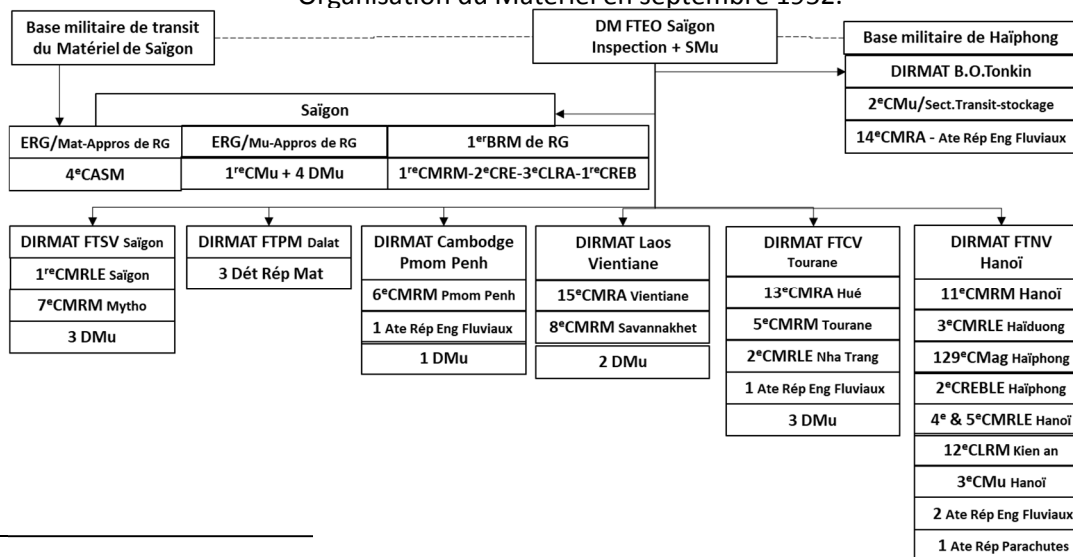 Organisation du Matériel en septembre 1952.
Base militaire de transit
du Matériel de Saïgon
DM FTEO Saïgon
Inspection + SMu
Base militaire de Haïphong
DIRMAT B.O.Tonkin
2ᵉCMu/Sect.Transit-stockage
14ᵉCMRA - Ate Rép Eng Fluviaux
Saïgon
ERG/Mat-Appros de RG
ERG/Mu-Appros de RG
1ᵉʳBRM de RG
4ᵉCASM
1ʳᵉCMu + 4 DMu
1ʳᵉCMRM-2ᵉCRE-3ᵉCLRA-1ʳᵉCREB
DIRMAT FTSV Saïgon
1ʳᵉCMRLE Saïgon
7ᵉCMRM Mytho
3 DMu
DIRMAT FTPM Dalat
3 Dét Rép Mat
DIRMAT Cambodge
Pmom Penh
6ᵉCMRM Pmom Penh
1 Ate Rép Eng Fluviaux
1 DMu
DIRMAT Laos
Vientiane
15ᵉCMRA Vientiane
8ᵉCMRM Savannakhet
2 DMu
DIRMAT FTCV
Tourane
13ᵉCMRA Hué
5ᵉCMRM Tourane
2ᵉCMRLE Nha Trang
1 Ate Rép Eng Fluviaux
3 DMu
DIRMAT FTNV
Hanoï
11ᵉCMRM Hanoï
3ᵉCMRLE Haïduong
129ᵉCMag Haïphong
2ᵉCREBLE Haïphong
4ᵉ & 5ᵉCMRLE Hanoï
12ᵉCLRM Kien an
3ᵉCMu Hanoï
2 Ate Rép Eng Fluviaux
1 Ate Rép Parachutes